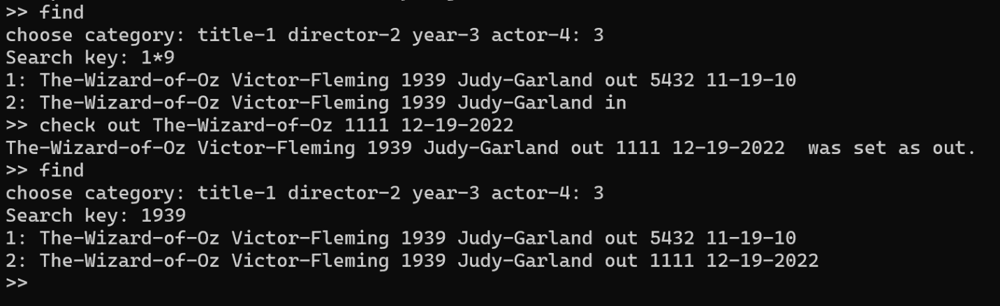 >> find
choose category: title-1 director-2 year-3 actor-4: 3
Search key: 1*9
1: The-Wizard-of-Oz Victor-Fleming 1939 Judy-Garland out 5432 11-19-10
2: The-Wizard-of-Oz Victor-Fleming 1939 Judy-Garland in
>> check out The-Wizard-of-Oz 1111 12-19-2022
The-Wizard-of-Oz Victor-Fleming 1939 Judy-Garland out 1111 12-19-2022  was set as out.
>> find
choose category: title-1 director-2 year-3 actor-4: 3
Search key: 1939
1: The-Wizard-of-Oz Victor-Fleming 1939 Judy-Garland out 5432 11-19-10
2: The-Wizard-of-Oz Victor-Fleming 1939 Judy-Garland out 1111 12-19-2022
>>